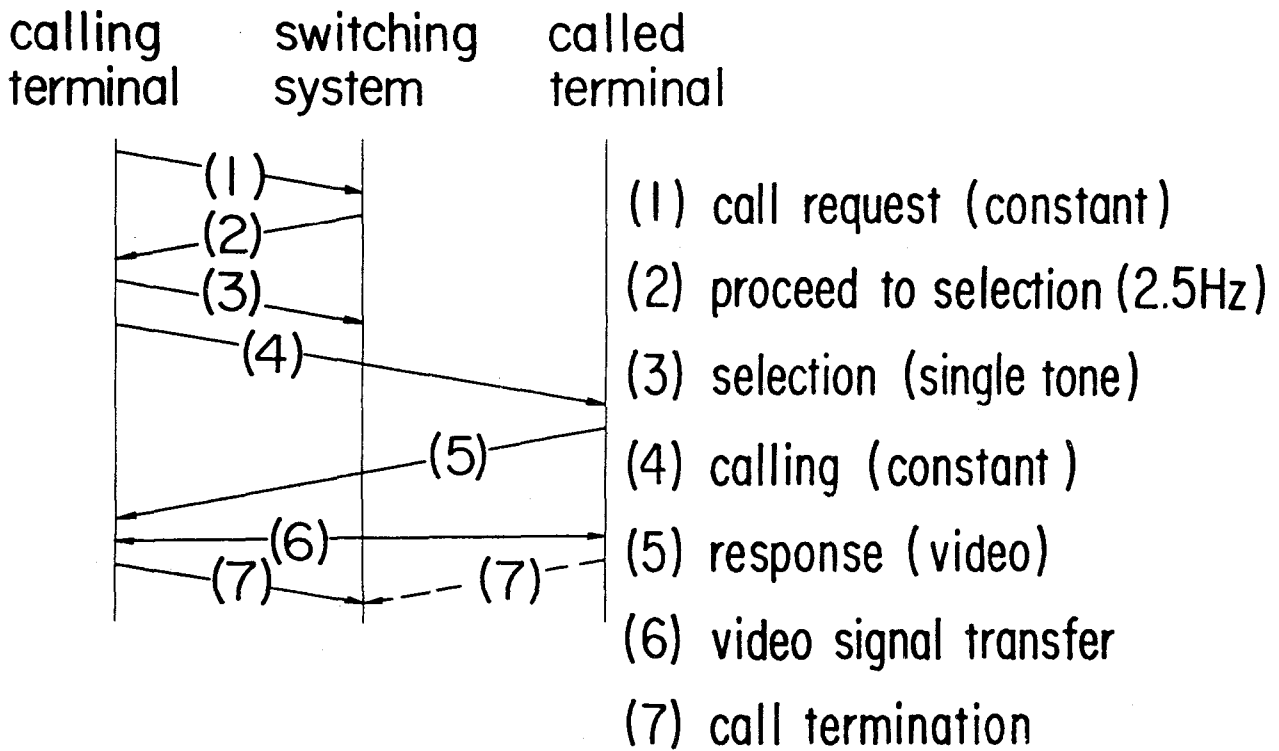 calling switching called
terminal system terminal
(1)
(2)
(3)
(4)
(5)
(6)
(7) (7)
(1) call request (constant)
(2) proceed to selection (2.5Hz)
(3) selection (single tone)
(4) calling (constant)
(5) response (video)
(6) video signal transfer
(7) call termination